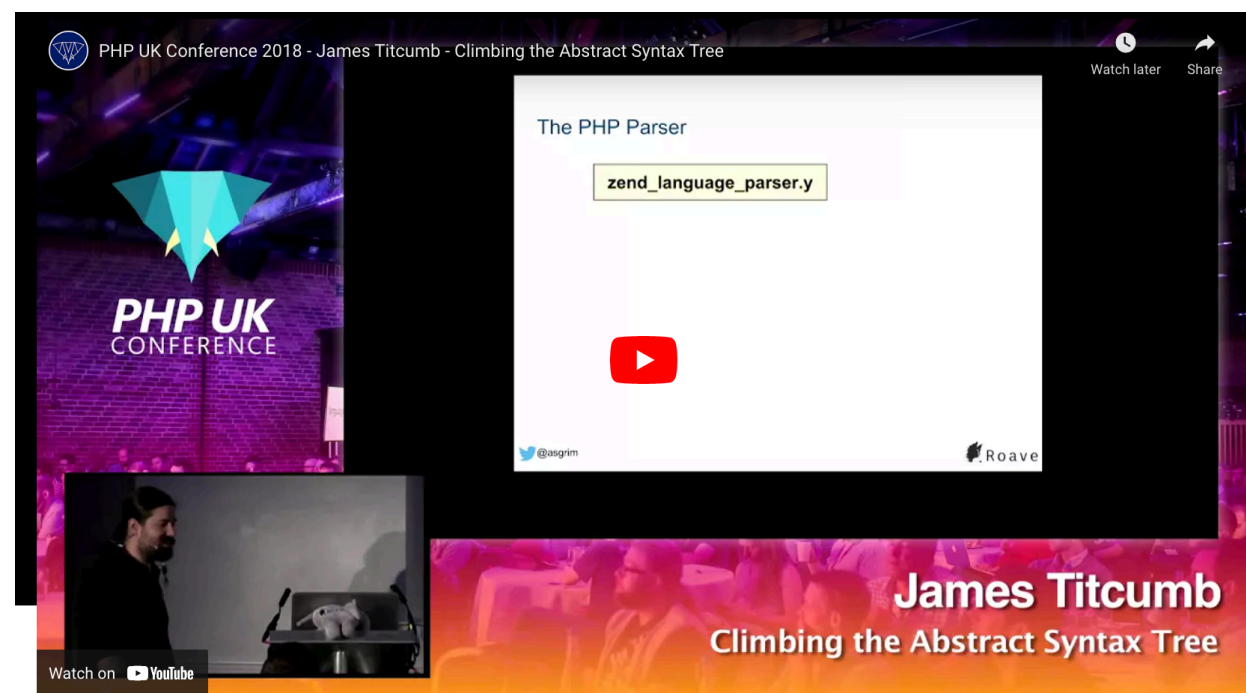 PHP UK Conference 2018 - James Titcumb - Climbing the Abstract Syntax Tree
Watch later
Share
The PHP Parser
zend_language_parser.y
PHP UK
CONFERENCE
@asgrim
Roave
James Titcumb
Climbing the Abstract Syntax Tree
Watch on YouTube